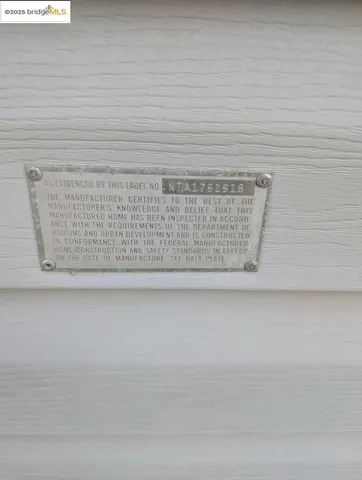 ©2025 bridgeMLS
AS EVIDENCED BY THIS LABEL NO. NTA1761918
THE MANUFACTURER CERTIFIES TO THE BEST OF THE
MANUFACTURER'S KNOWLEDGE AND BELIEF THAT THIS
MANUFACTURED HOME HAS BEEN INSPECTED IN ACCORD-
ANCE WITH THE REQUIREMENTS OF THE DEPARTMENT OF
HOUSING AND URBAN DEVELOPMENT AND IS CONSTRUCTED
IN CONFORMANCE WITH THE FEDERAL MANUFACTURED
HOME CONSTRUCTION AND SAFETY STANDARDS IN EFFECT
ON THE DATE OF MANUFACTURE. SEE DATA PLATE.